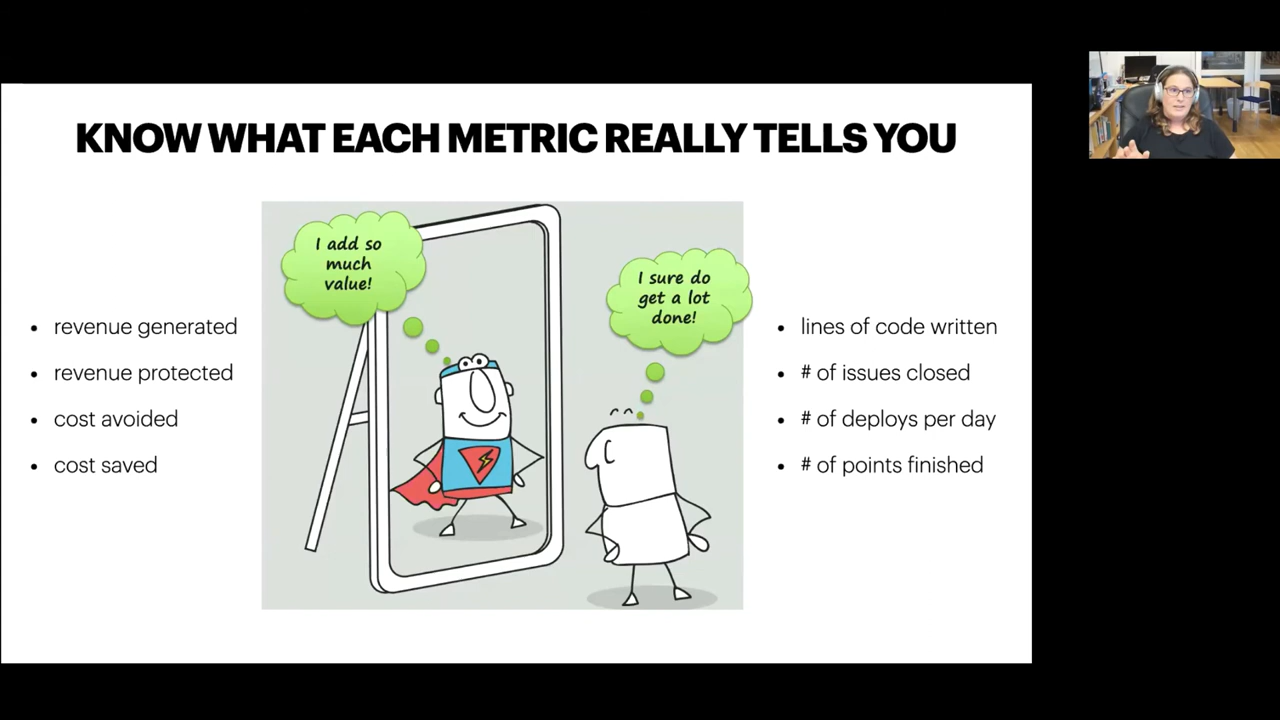 KNOW WHAT EACH METRIC REALLY TELLS YOU
I add so
much
value!
I sure do
get a lot
done!
• revenue generated
• revenue protected
• cost avoided
• cost saved
• lines of code written
• # of issues closed
• # of deploys per day
• # of points finished